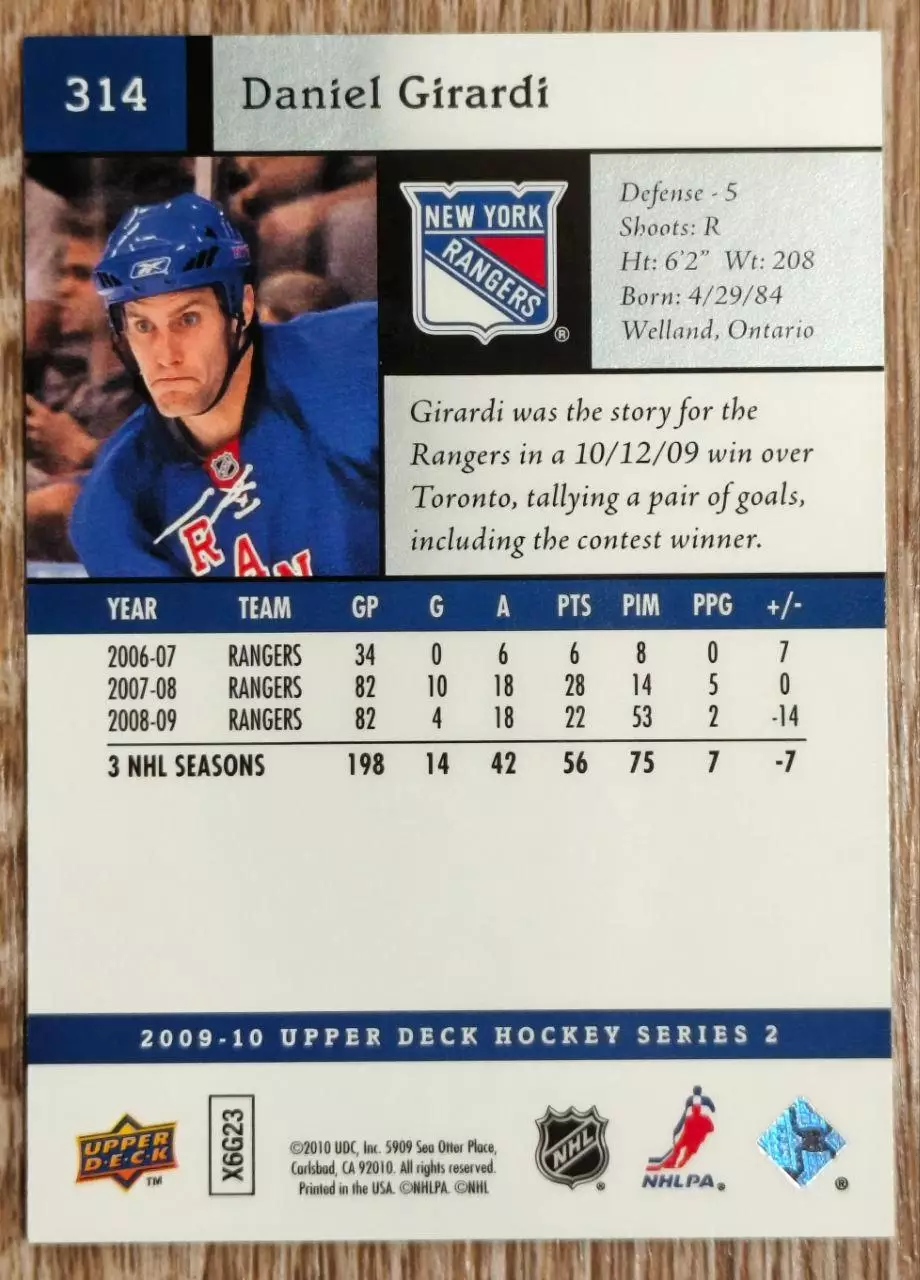 314
Daniel Girardi
NEW YORK
RANGERS
®
Defense - 5
Shoots: R
Ht: 6'2" Wt: 208
Born: 4/29/84
Welland, Ontario
RAN
Girardi was the story for the
Rangers in a 10/12/09 win over
Toronto, tallying a pair of goals,
including the contest winner.
YEAR TEAM GP G A PTS PIM PPG +/-
2006-07 RANGERS 34 0 6 6 8 0 7
2007-08 RANGERS 82 10 18 28 14 5 0
2008-09 RANGERS 82 4 18 22 53 2 -14
3 NHL SEASONS 198 14 42 56 75 7 -7
2009-10 UPPER DECK HOCKEY SERIES 2
UPPER
D·E·C·K
TM
X6G23
©2010 UDC, Inc. 5909 Sea Otter Place,
Carlsbad, CA 92010. All rights reserved.
Printed in the USA. ©NHLPA. ©NHL
NHL
®
NHLPA®
®